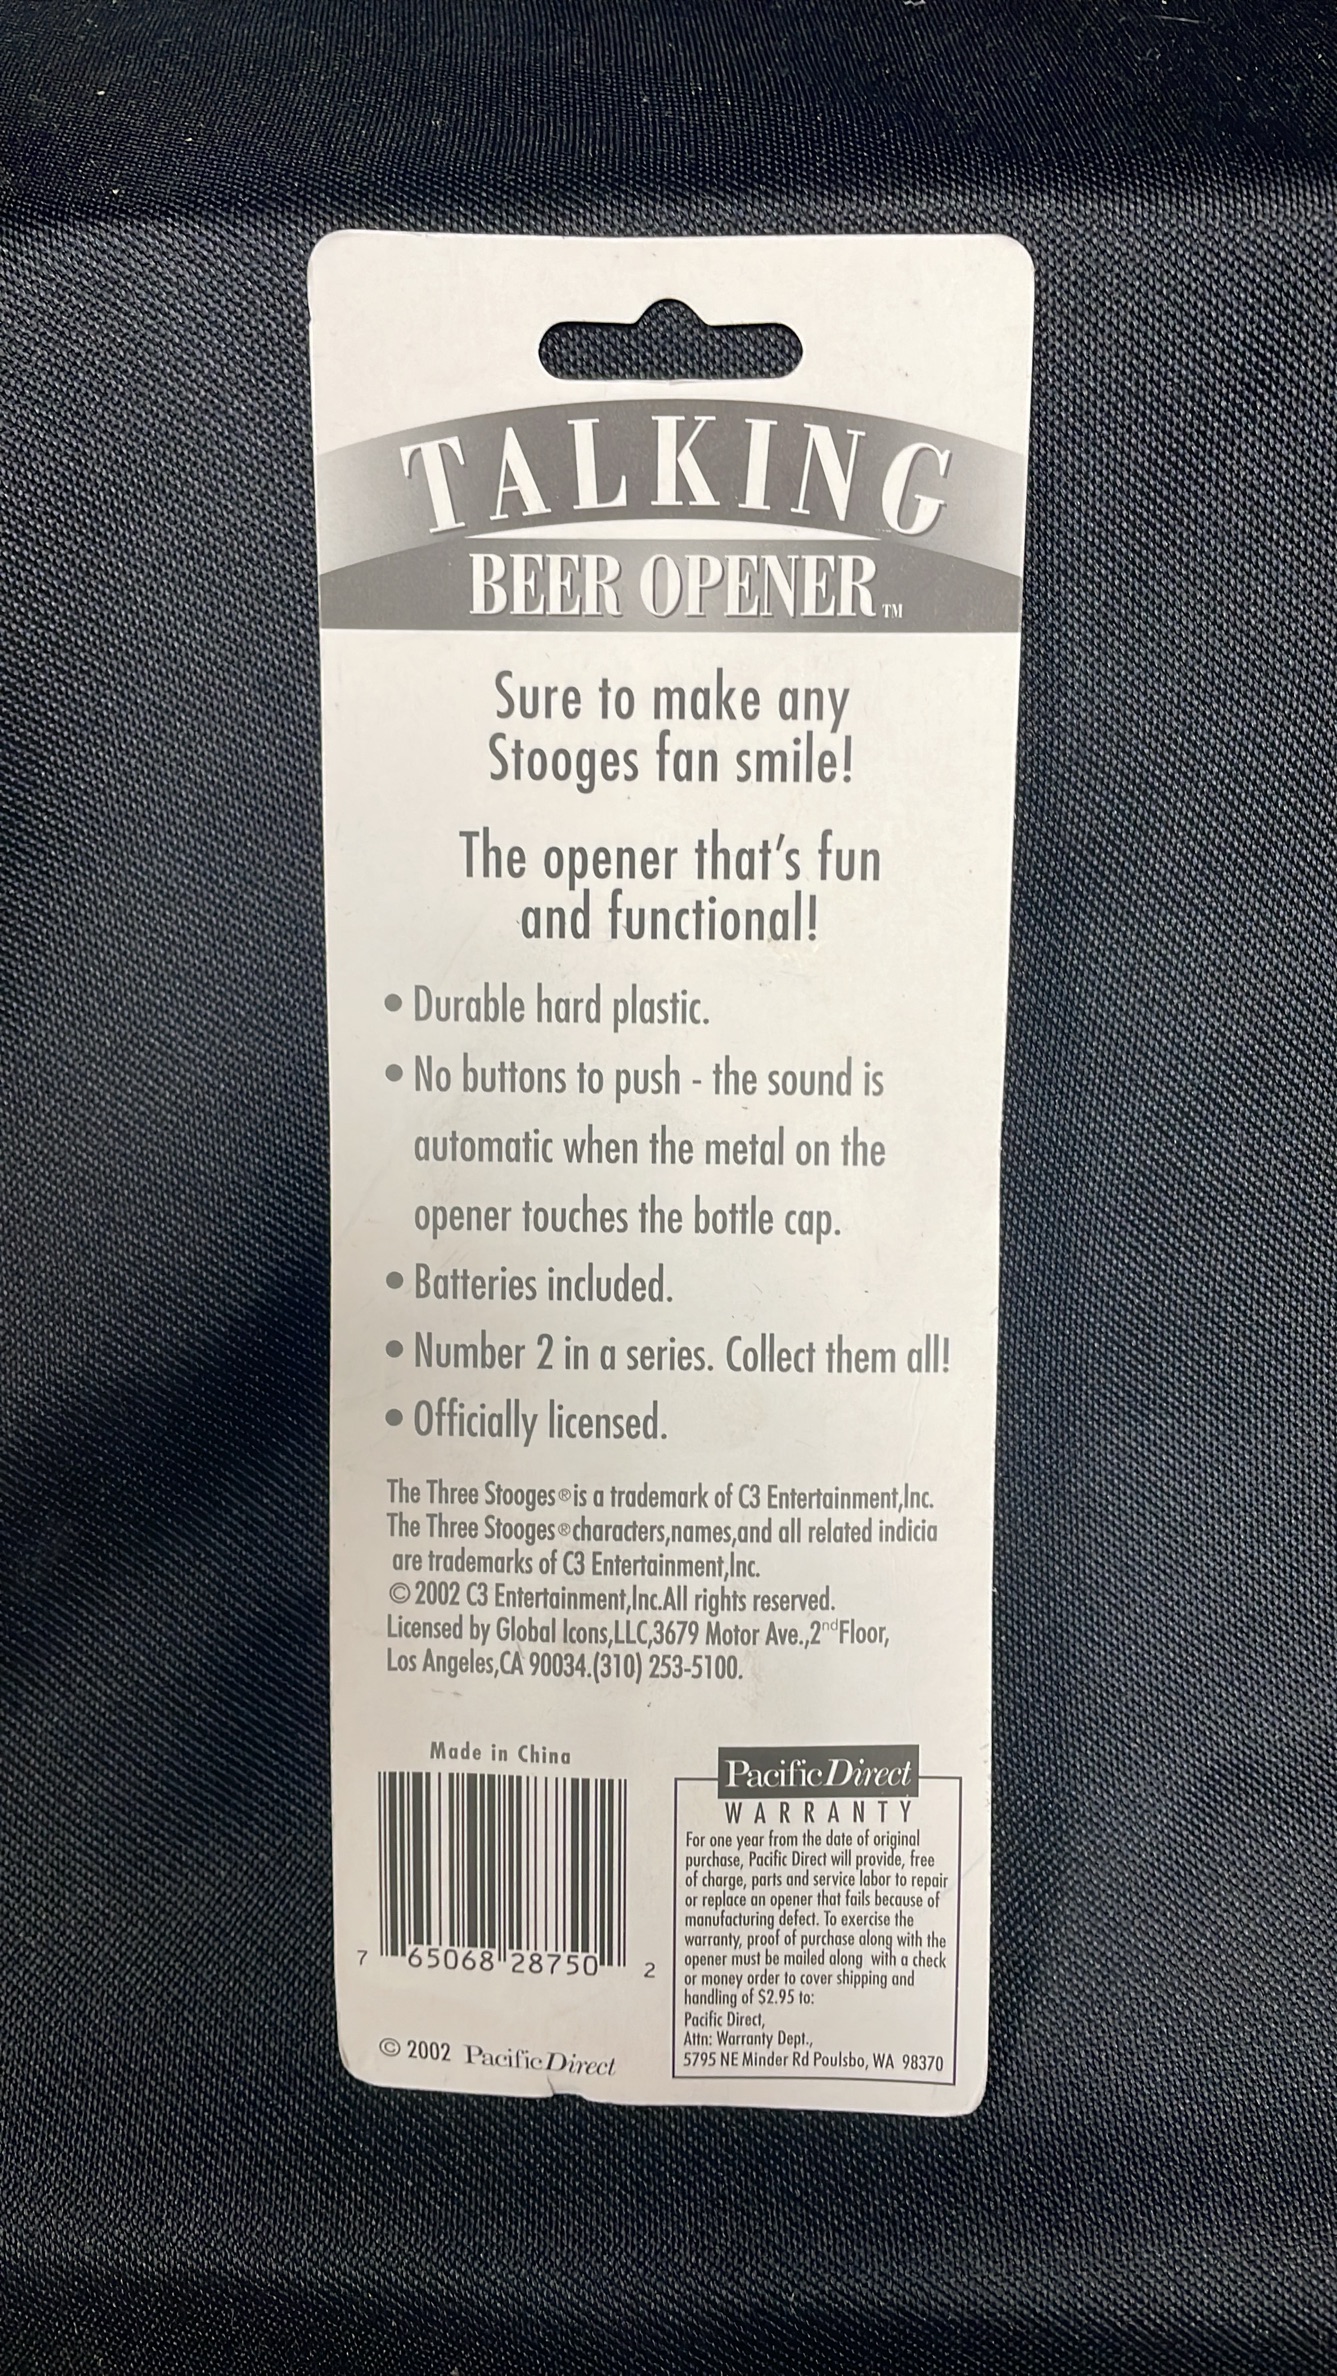 TALKING
BEER OPENER™
Sure to make any
Stooges fan smile!
The opener that's fun
and functional!
• Durable hard plastic.
• No buttons to push - the sound is
automatic when the metal on the
opener touches the bottle cap.
• Batteries included.
• Number 2 in a series. Collect them all!
• Officially licensed.
The Three Stooges® is a trademark of C3 Entertainment,Inc.
The Three Stooges® characters,names,and all related indicia
are trademarks of C3 Entertainment,Inc.
© 2002 C3 Entertainment,Inc.All rights reserved.
Licensed by Global Icons,LLC,3679 Motor Ave.,2nd Floor,
Los Angeles,CA 90034.(310) 253-5100.
Made in China
7 65068 28750 2
© 2002 Pacific Direct
Pacific Direct
WARRANTY
For one year from the date of original
purchase, Pacific Direct will provide, free
of charge, parts and service labor to repair
or replace an opener that fails because of
manufacturing defect. To exercise the
warranty, proof of purchase along with the
opener must be mailed along with a check
or money order to cover shipping and
handling of $2.95 to:
Pacific Direct,
Attn: Warranty Dept.,
5795 NE Minder Rd Poulsbo, WA 98370